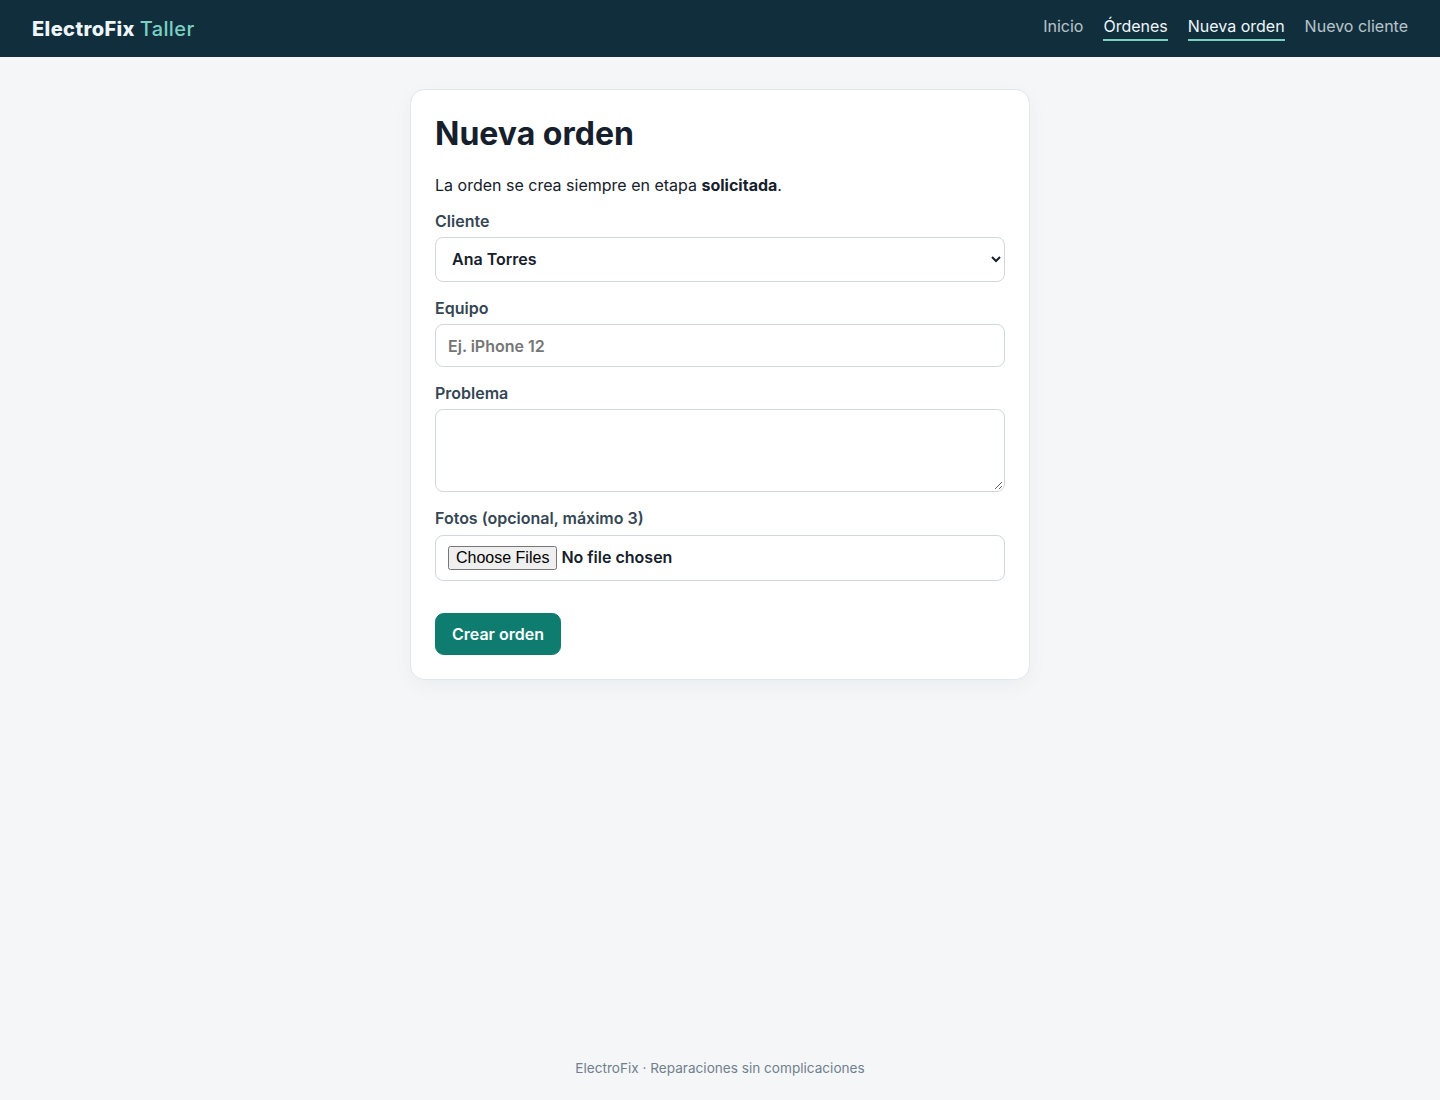 ElectroFix Taller
Inicio Órdenes Nueva orden Nuevo cliente
Nueva orden
La orden se crea siempre en etapa solicitada.
Cliente
Ana Torres
Equipo
Ej. iPhone 12
Problema
Fotos (opcional, máximo 3)
Choose Files No file chosen
Crear orden
ElectroFix · Reparaciones sin complicaciones